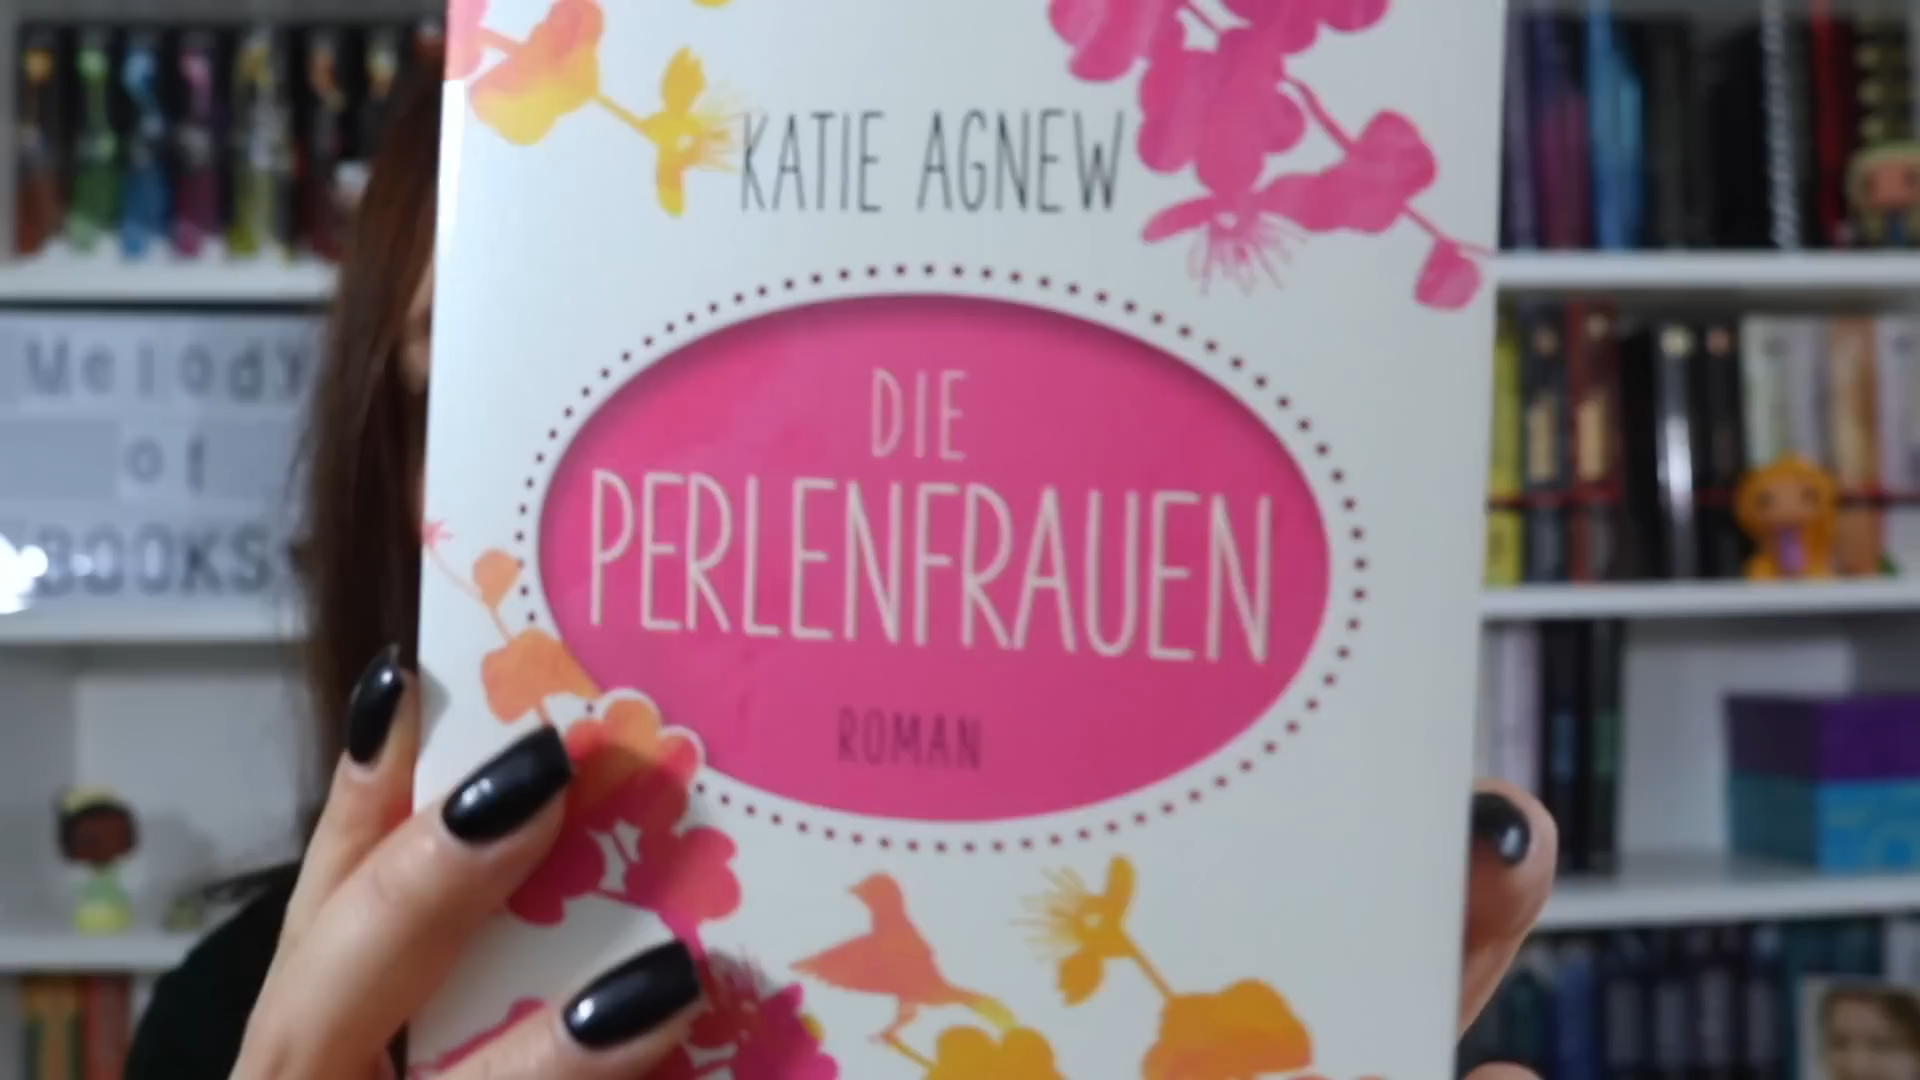 KATIE AGNEW
DIE
PERLENFRAUEN
ROMAN
Melody
of
BOOKS